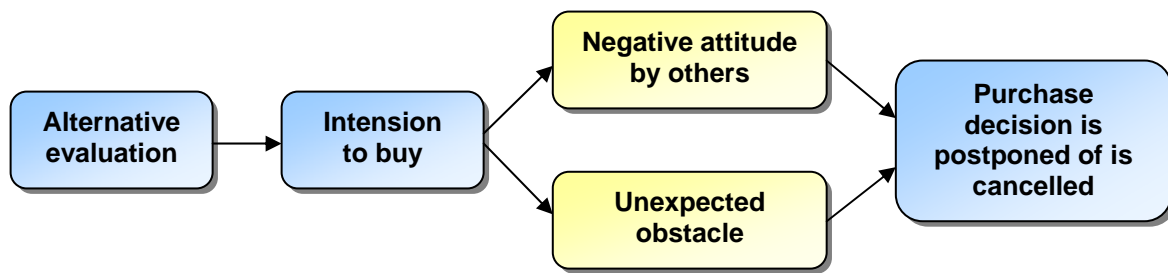 Alternative
evaluation
Intension
to buy
Negative attitude
by others
Unexpected
obstacle
Purchase
decision is
postponed of is
cancelled